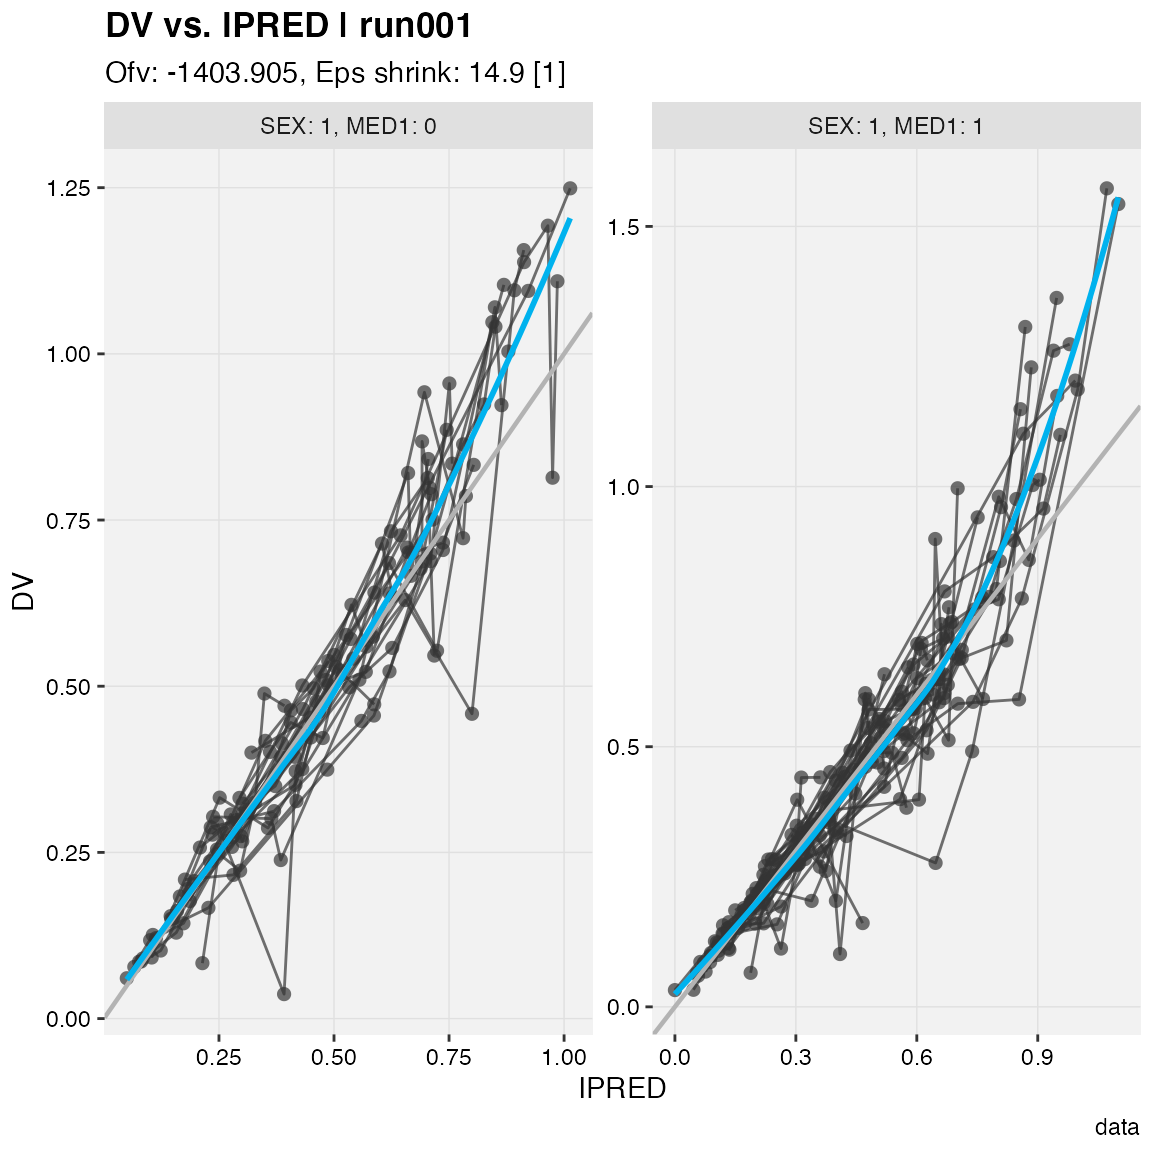 DV vs. IPRED | run001
Ofv: -1403.905, Eps shrink: 14.9 [1]
SEX: 1, MED1: 0
SEX: 1, MED1: 1
DV
1.25
1.00
0.75
0.50
0.25
0.00
1.5
1.0
0.5
0.0
0.25 0.50 0.75 1.00
0.0 0.3 0.6 0.9
IPRED
data